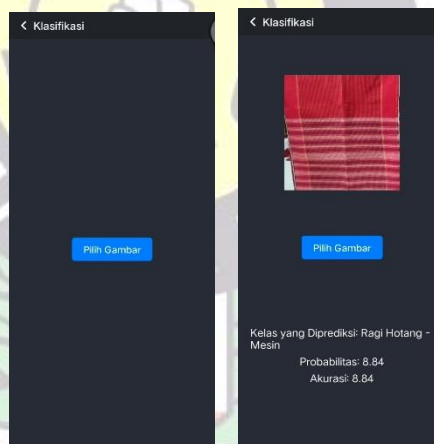 < Klasifikasi
Pilih Gambar
< Klasifikasi
Pilih Gambar
Kelas yang Diprediksi: Ragi Hotang -
Mesin
Probabilitas: 8.84
Akurasi: 8.84